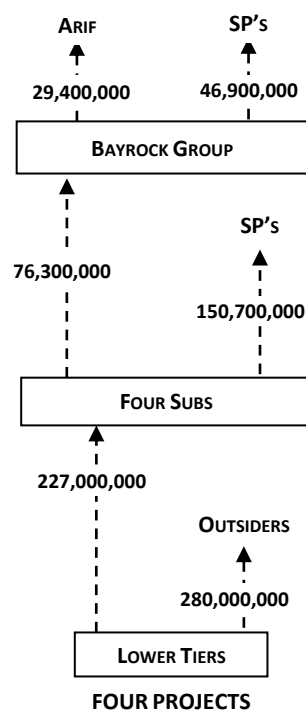 ARIF SP'S
29,400,000 46,900,000
BAYROCK GROUP
SP'S
76,300,000
150,700,000
FOUR SUBS
227,000,000
OUTSIDERS
280,000,000
LOWER TIERS
FOUR PROJECTS